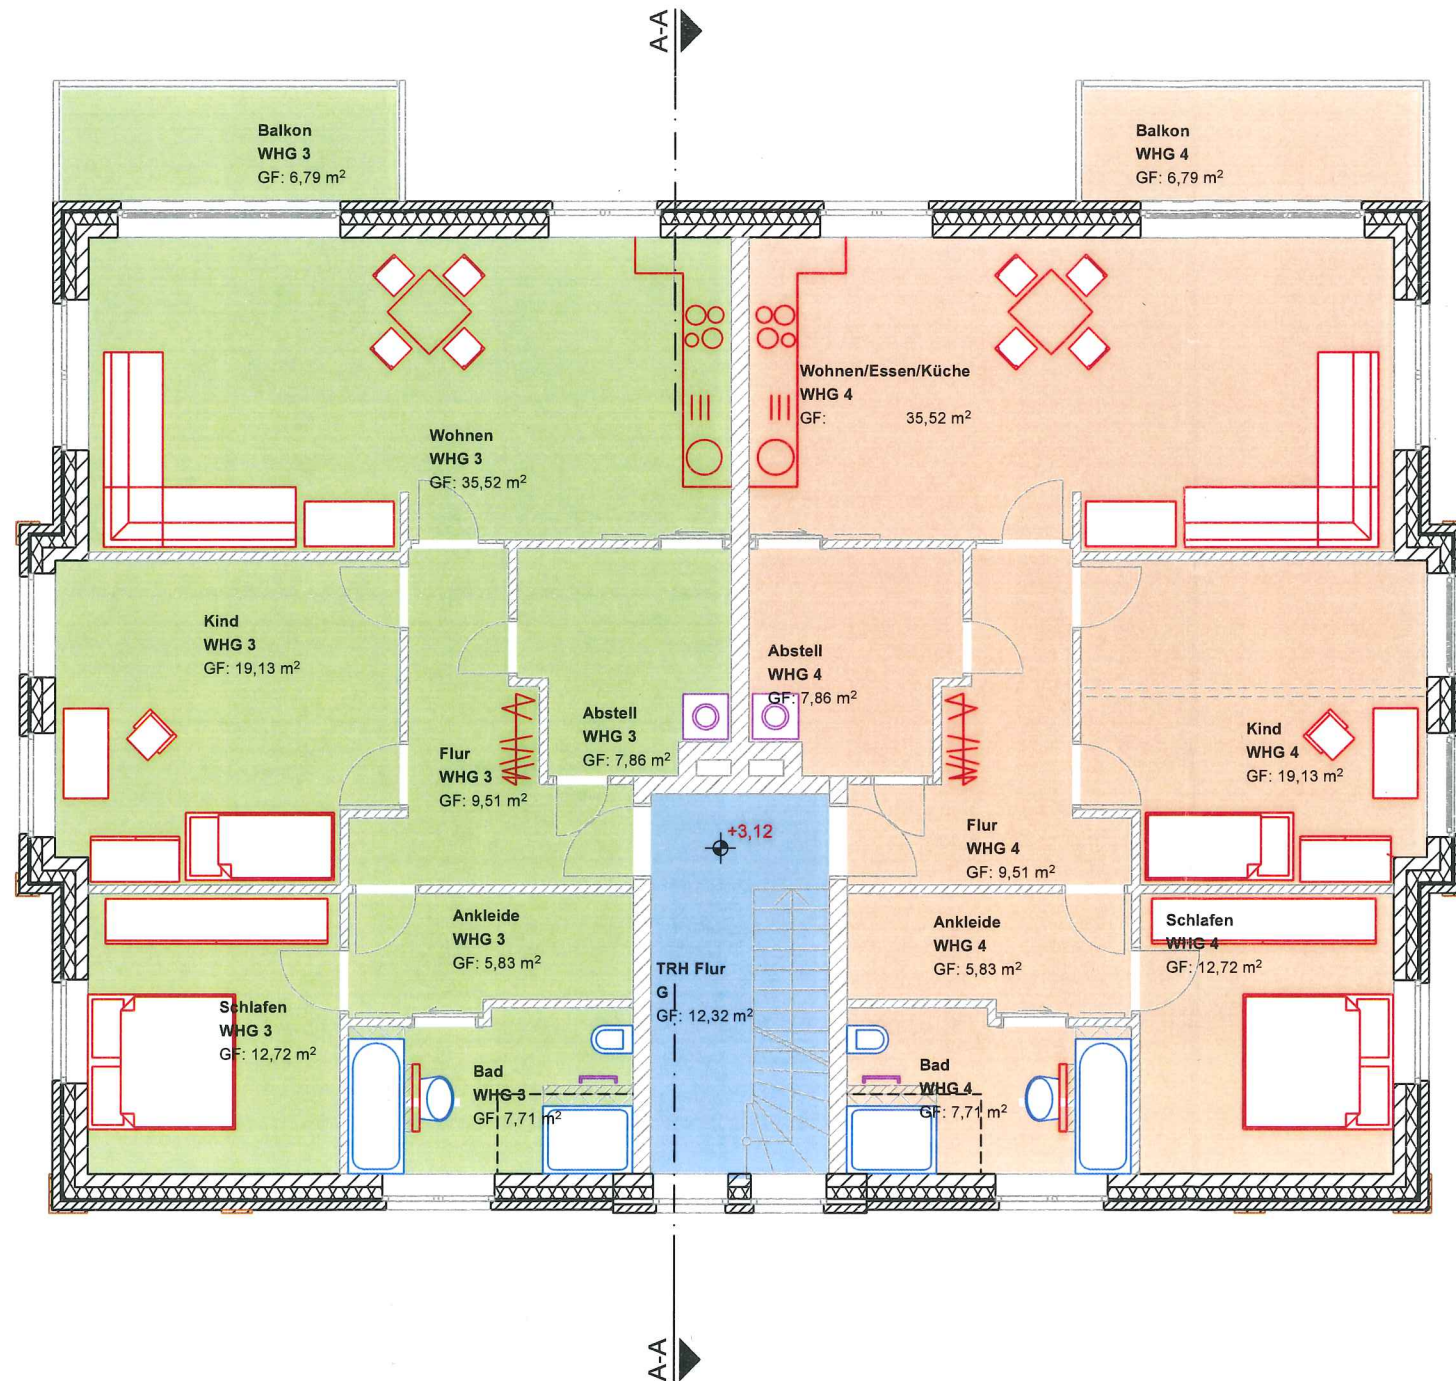 A-A
Balkon
WHG 3
GF: 6,79 m²
Balkon
WHG 4
GF: 6,79 m²
Wohnen/Essen/Küche
WHG 4
GF: 35,52 m²
Wohnen
WHG 3
GF: 35,52 m²
Kind
WHG 3
GF: 19,13 m²
Abstell
WHG 4
GF: 7,86 m²
Abstell
WHG 3
GF: 7,86 m²
Kind
WHG 4
GF: 19,13 m²
Flur
WHG 3
GF: 9,51 m²
+3,12
Flur
WHG 4
GF: 9,51 m²
Ankleide
WHG 3
GF: 5,83 m²
Ankleide
WHG 4
GF: 5,83 m²
Schlafen
WHG 4
GF: 12,72 m²
TRH Flur
G
GF: 12,32 m²
Schlafen
WHG 3
GF: 12,72 m²
Bad
WHG 3
GF: 7,71 m²
Bad
WHG 4
GF: 7,71 m²
A-A